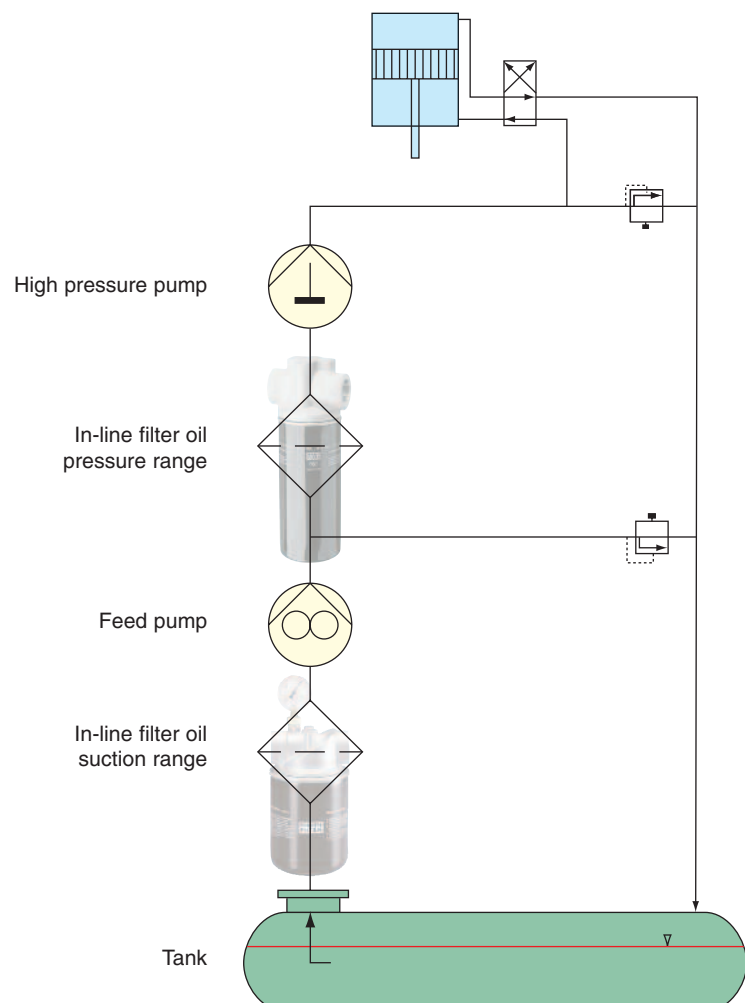 High pressure pump
In-line filter oil
pressure range
Feed pump
In-line filter oil
suction range
Tank